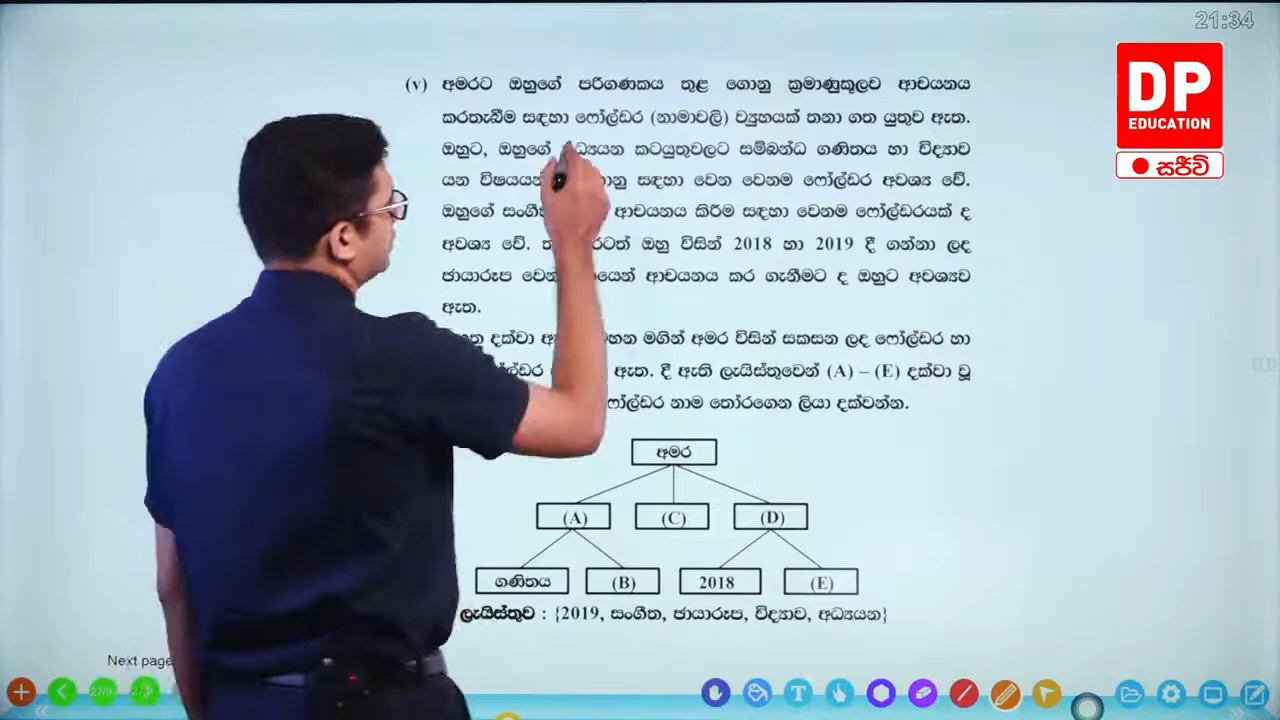 21:34
DP
EDUCATION
සජීවි
(v) අමරට ඔහුගේ පරිගණකය තුළ ගොනු ක්‍රමාණුකූලව ආචයනය
කරතැබීම සඳහා ෆෝල්ඩර (නාමාවලි) ව්‍යුහයක් තනා ගත යුතුව ඇත.
ඔහුට, ඔහුගේ කටයුතුවලට සම්බන්ධ ගණිතය හා විද්‍යාව
යන සඳහා වෙන වෙනම ෆෝල්ඩර අවශ්‍ය වේ.
ඔහුගේ ආචයනය කිරීම සඳහා වෙනම ෆෝල්ඩරයක් ද
අවශ්‍ය වේ. ඔහු විසින් 2018 හා 2019 දී ගන්නා ලද
ඡායාරූප ආචයනය කර ගැනීමට ද ඔහුට අවශ්‍යව
ඇත.
දක්වා මගින් අමර විසින් සකසන ලද ෆෝල්ඩර හා
ඇත. දී ඇති ලැයිස්තුවෙන් (A) – (E) දක්වා වූ
නාම තෝරගෙන ලියා දක්වන්න.
අමර
(A) (C) (D)
ගණිතය (B) 2018 (E)
ලැයිස්තුව : {2019, සංගීත, ඡායාරූප, විද්‍යාව, අධ්‍යයන}
Next page